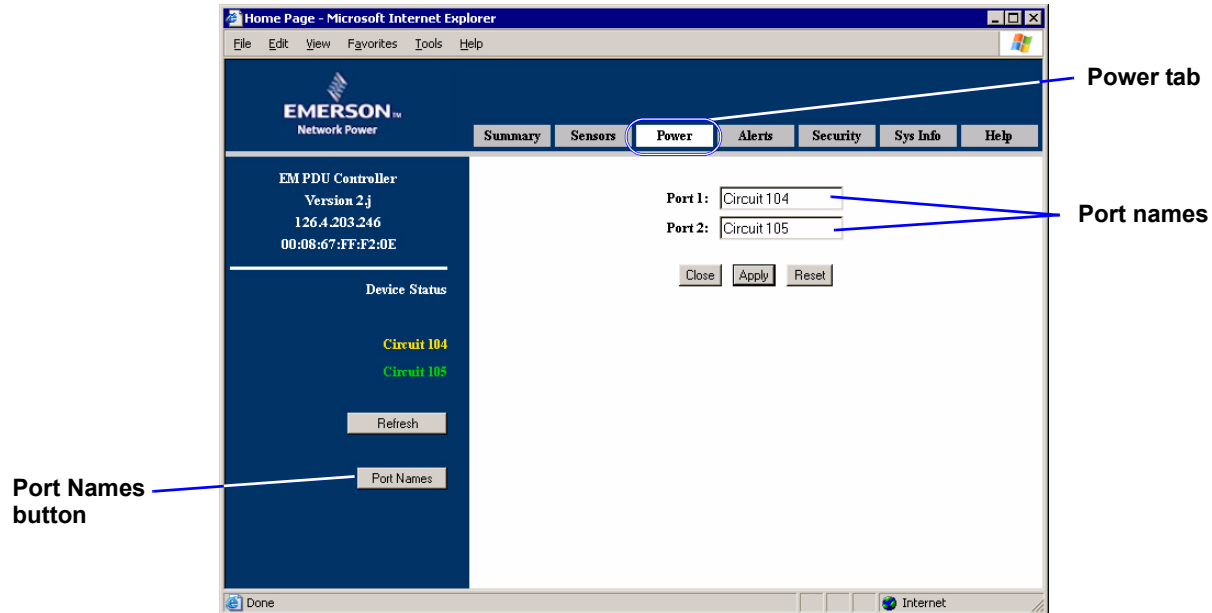 Home Page - Microsoft Internet Explorer
File Edit View Favorites Tools Help
EMERSON TM
Network Power
Summary Sensors Power Alerts Security Sys Info Help
Power tab
EM PDU Controller
Version 2.j
126.4.203.246
00:08:67:FF:F2:0E
Port 1: Circuit 104
Port 2: Circuit 105
Port names
Close Apply Reset
Device Status
Circuit 104
Circuit 105
Refresh
Port Names
Port Names
button
Done Internet